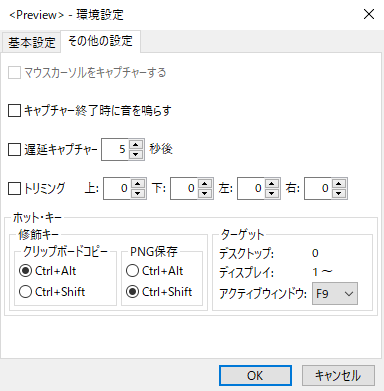 <Preview> - 環境設定
基本設定 その他の設定
マウスカーソルをキャプチャーする
キャプチャー終了時に音を鳴らす
遅延キャプチャー 5 秒後
トリミング 上: 0 下: 0 左: 0 右: 0
ホット・キー
修飾キー
クリップボードコピー
Ctrl+Alt
Ctrl+Shift
PNG保存
Ctrl+Alt
Ctrl+Shift
ターゲット
デスクトップ: 0
ディスプレイ: 1～
アクティブウィンドウ: F9
OK キャンセル